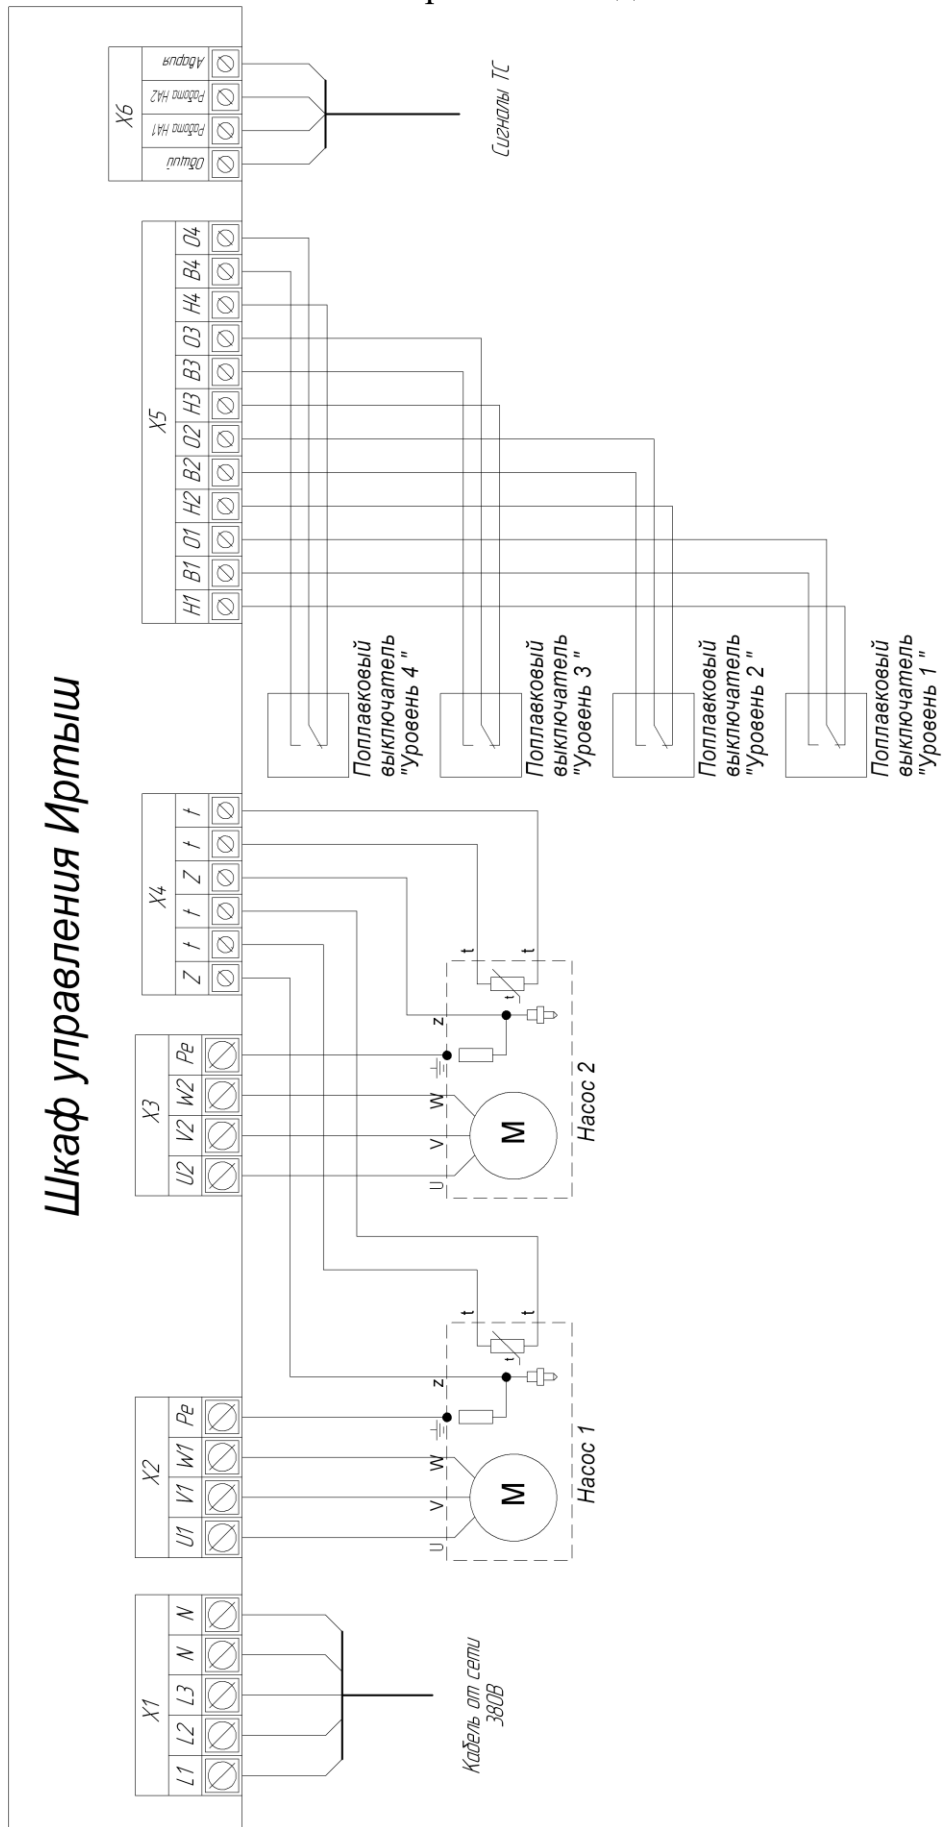 Шкаф управления Иртыш
X1
L1 L2 L3 N N
Кабель от сети
380В
X2
U1 V1 W1 Pe
U V W Z t t
t
M
Насос 1
X3
U2 V2 W2 Pe
U V W Z t t
t
M
Насос 2
X4
Z t t Z t t
X5
H1 B1 O1 H2 B2 O2 H3 B3 O3 H4 B4 O4
Поплавковый
выключатель
"Уровень 4 "
Поплавковый
выключатель
"Уровень 3 "
Поплавковый
выключатель
"Уровень 2 "
Поплавковый
выключатель
"Уровень 1 "
X6
Общий
Работа НА1
Работа НА2
Авария
Сигналы ТС